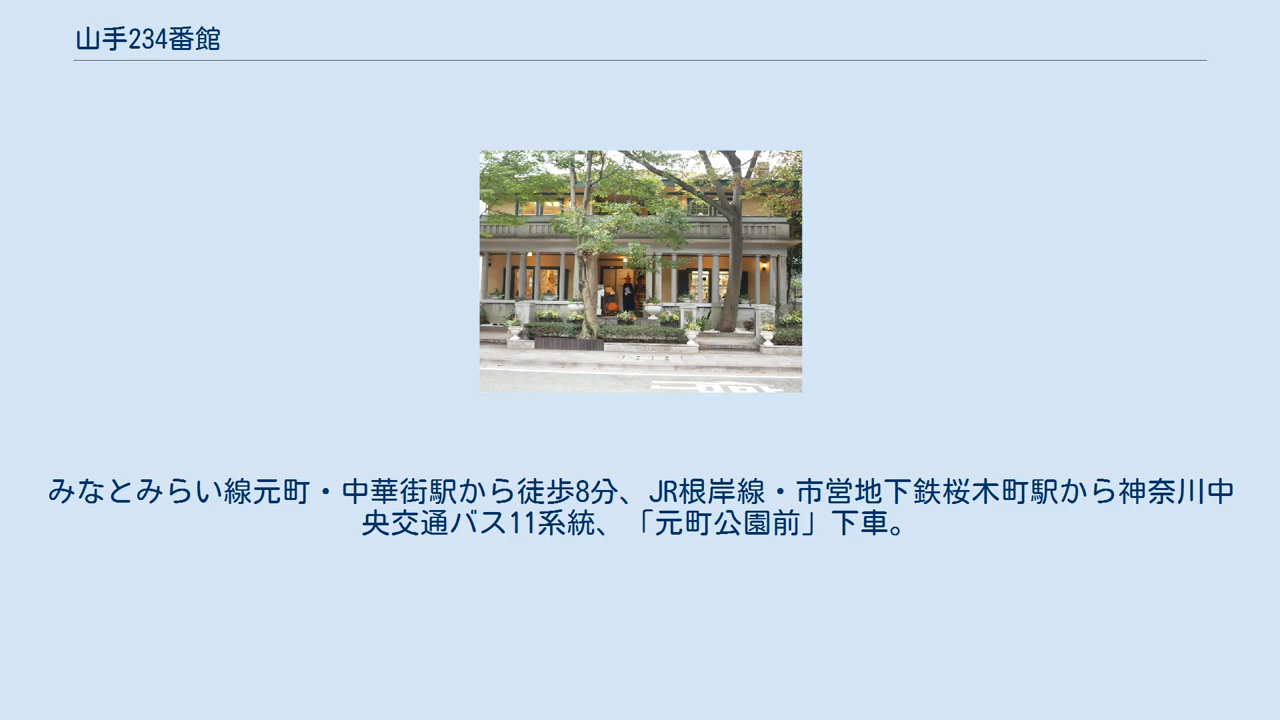 山手234番館
みなとみらい線元町・中華街駅から徒歩8分、JR根岸線・市営地下鉄桜木町駅から神奈川中
央交通バス11系統、「元町公園前」下車。